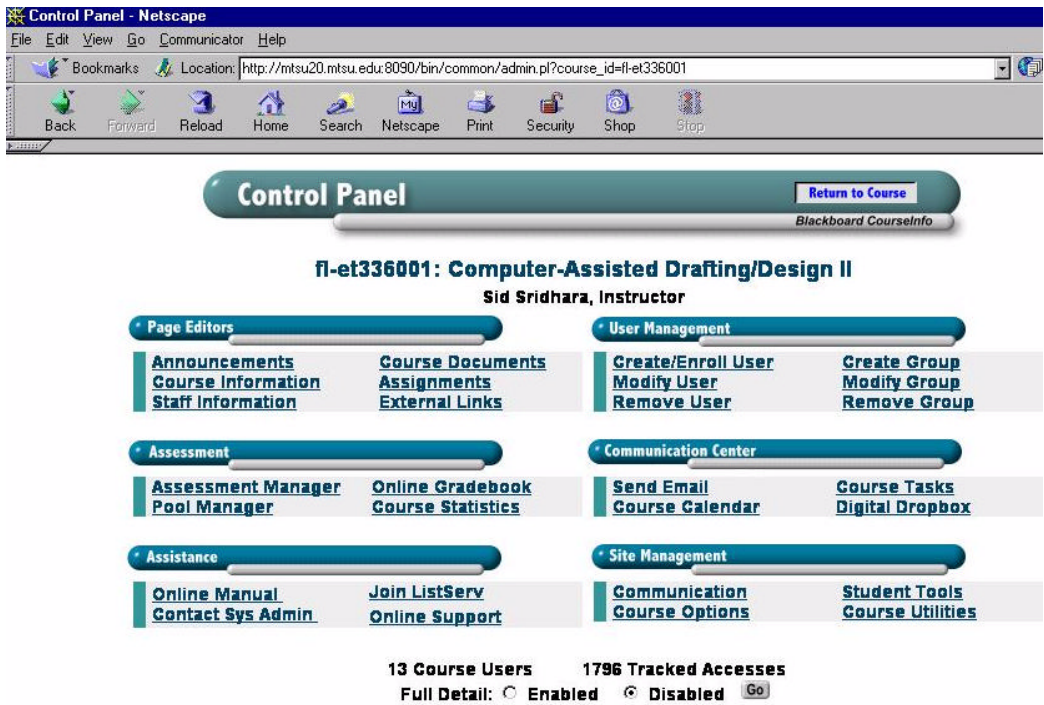 Control Panel - Netscape
File Edit View Go Communicator Help
Bookmarks Location: http://mtsu20.mtsu.edu:8090/bin/common/admin.pl?course_id=fl-et336001
My
Back Forward Reload Home Search Netscape Print Security Shop Stop
Control Panel Return to Course
Blackboard CourseInfo
fl-et336001: Computer-Assisted Drafting/Design II
Sid Sridhara, Instructor
Page Editors
Announcements Course Documents
Course Information Assignments
Staff Information External Links
User Management
Create/Enroll User Create Group
Modify User Modify Group
Remove User Remove Group
Assessment
Assessment Manager Online Gradebook
Pool Manager Course Statistics
Communication Center
Send Email Course Tasks
Course Calendar Digital Dropbox
Assistance
Online Manual Join ListServ
Contact Sys Admin Online Support
Site Management
Communication Student Tools
Course Options Course Utilities
13 Course Users 1796 Tracked Accesses
Full Detail: Enabled Disabled Go